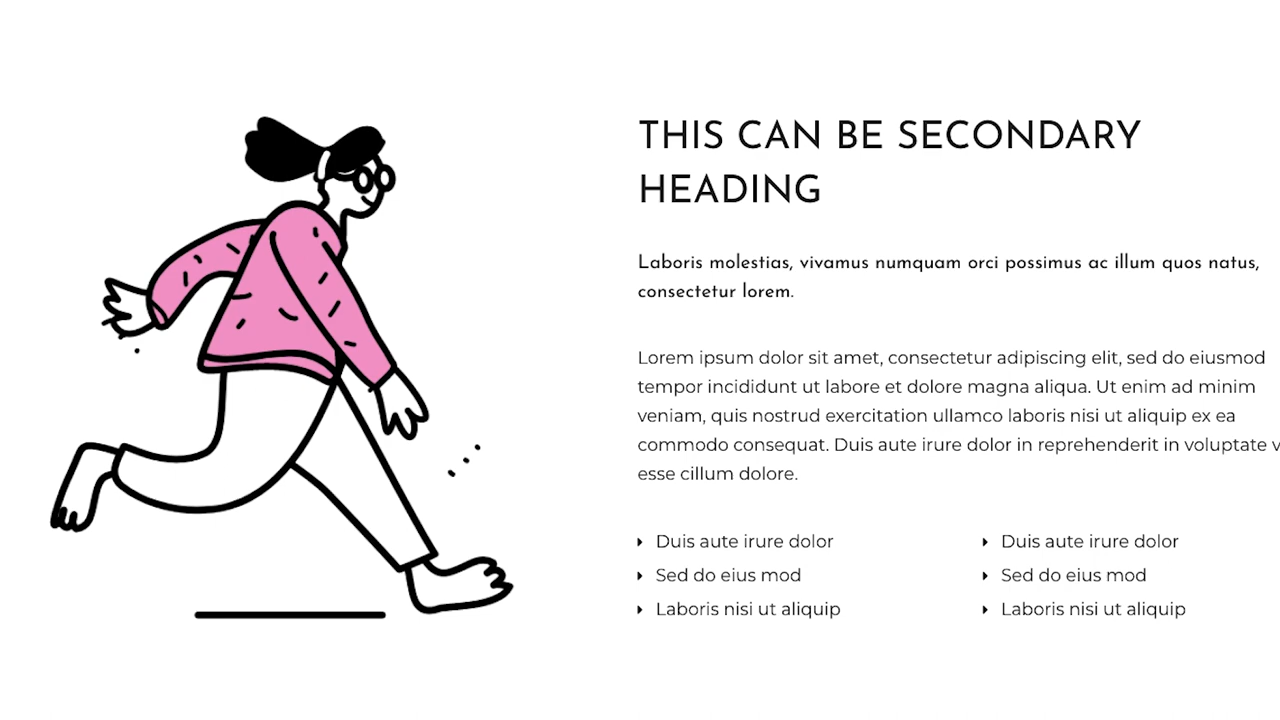 THIS CAN BE SECONDARY
HEADING
Laboris molestias, vivamus numquam orci possimus ac illum quos natus,
consectetur lorem.
Lorem ipsum dolor sit amet, consectetur adipiscing elit, sed do eiusmod
tempor incididunt ut labore et dolore magna aliqua. Ut enim ad minim
veniam, quis nostrud exercitation ullamco laboris nisi ut aliquip ex ea
commodo consequat. Duis aute irure dolor in reprehenderit in voluptate
esse cillum dolore.
Duis aute irure dolor
Sed do eius mod
Laboris nisi ut aliquip
Duis aute irure dolor
Sed do eius mod
Laboris nisi ut aliquip